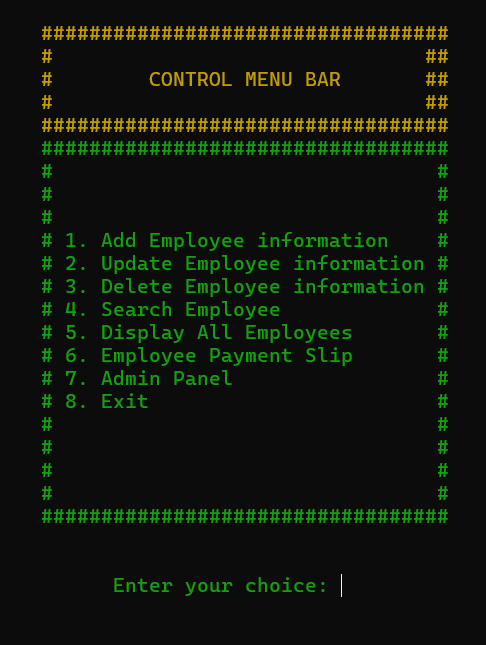 ##################################
#                               ##
#        CONTROL MENU BAR       ##
#                               ##
##################################
##################################
#                                #
#                                #
#                                #
# 1. Add Employee information    #
# 2. Update Employee information #
# 3. Delete Employee information #
# 4. Search Employee             #
# 5. Display All Employees       #
# 6. Employee Payment Slip       #
# 7. Admin Panel                 #
# 8. Exit                        #
#                                #
#                                #
#                                #
#                                #
##################################
Enter your choice: